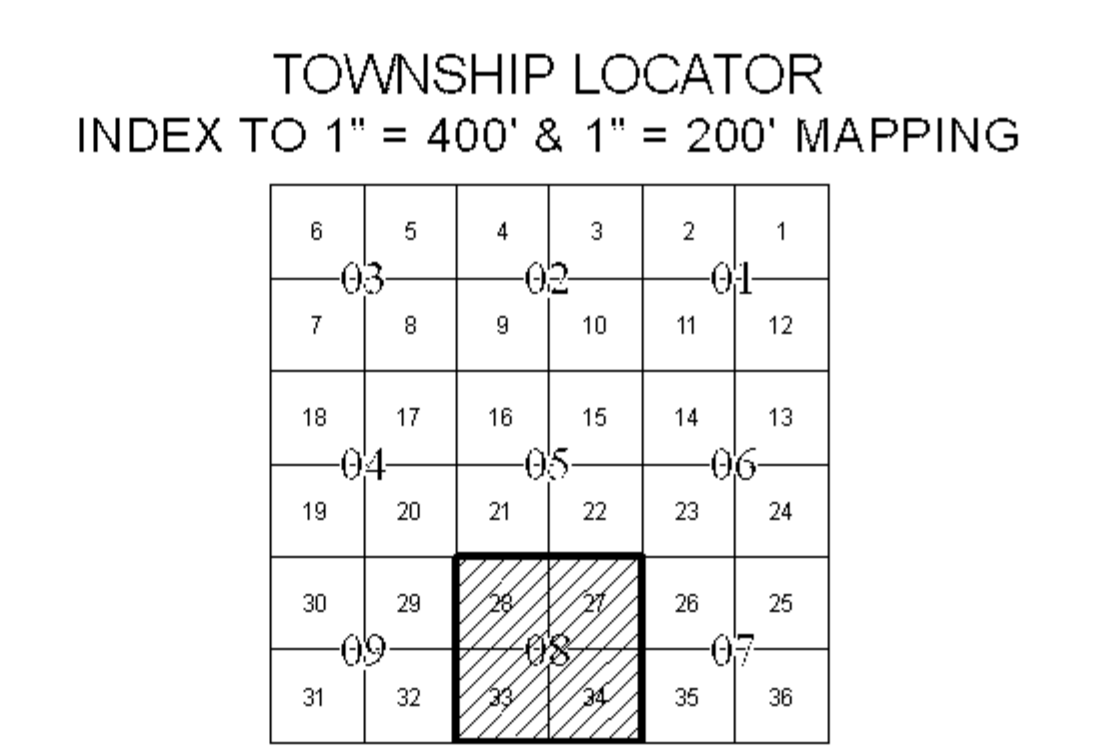 TOWNSHIP LOCATOR
INDEX TO 1" = 400' & 1" = 200' MAPPING
6 5 4 3 2 1
03 02 01
7 8 9 10 11 12
18 17 16 15 14 13
04 05 06
19 20 21 22 23 24
30 29 28 27 26 25
09 08 07
31 32 33 34 35 36